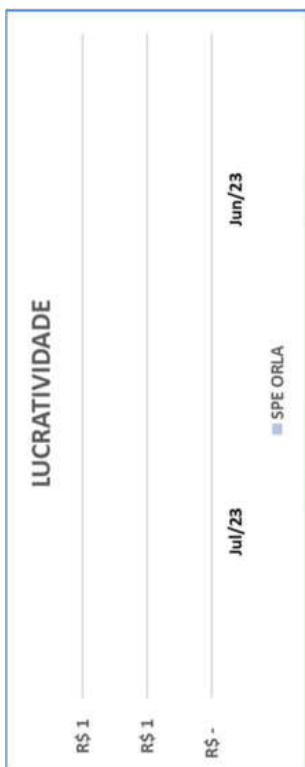 LUCRATIVIDADE
R$ 1
R$ 1
R$ -
Jul/23 Jun/23
SPE ORLA